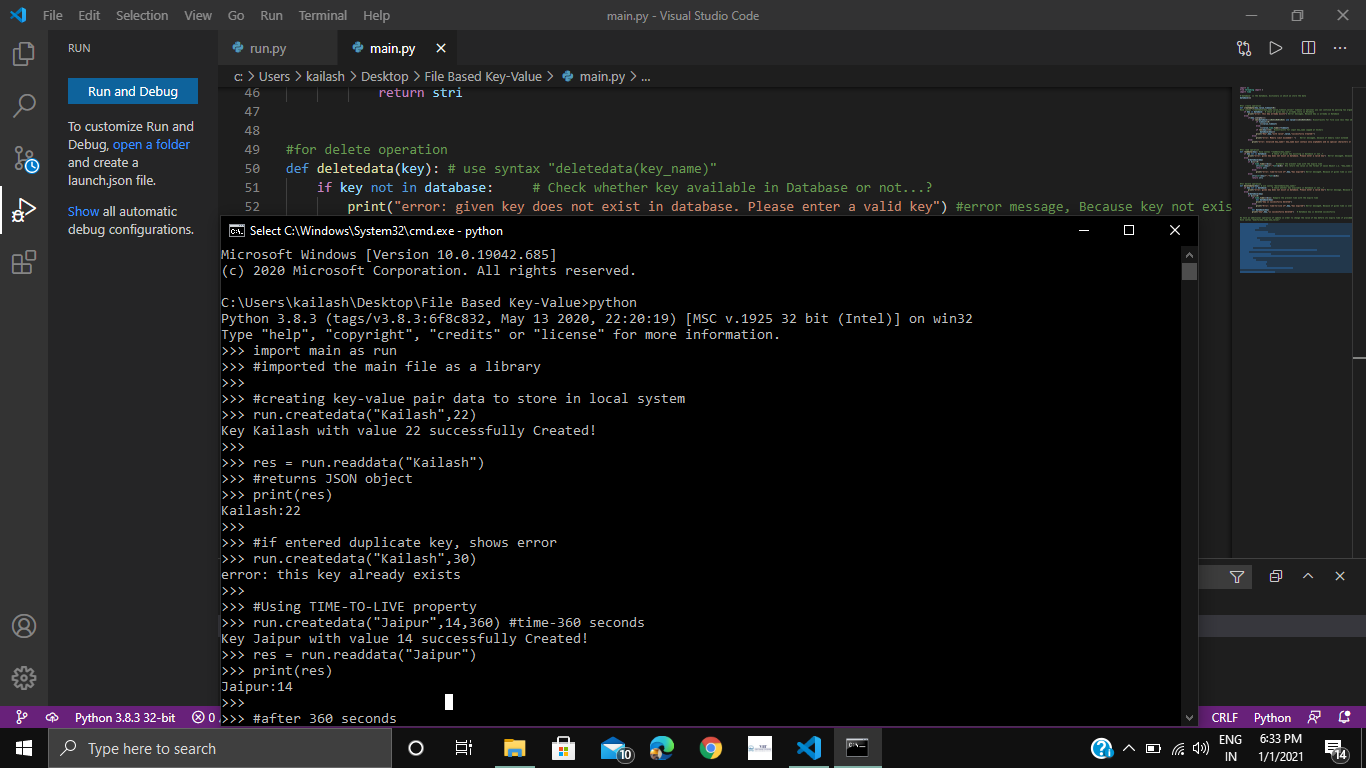 File Edit Selection View Go Run Terminal Help
main.py - Visual Studio Code
RUN
run.py
main.py
Run and Debug
To customize Run and
Debug, open a folder
and create a
launch.json file.
Show all automatic
debug configurations.
c: > Users > kailash > Desktop > File Based Key-Value > main.py > ...
46 return stri
47
48
49 #for delete operation
50 def deletedata(key): # use syntax "deletedata(key_name)"
51 if key not in database: # Check whether key available in Database or not...?
52 print("error: given key does not exist in database. Please enter a valid key") #error message, Because key not exis
Select C:\Windows\System32\cmd.exe - python
Microsoft Windows [Version 10.0.19042.685]
(c) 2020 Microsoft Corporation. All rights reserved.
C:\Users\kailash\Desktop\File Based Key-Value>python
Python 3.8.3 (tags/v3.8.3:6f8c832, May 13 2020, 22:20:19) [MSC v.1925 32 bit (Intel)] on win32
Type "help", "copyright", "credits" or "license" for more information.
>>> import main as run
>>> #imported the main file as a library
>>>
>>> #creating key-value pair data to store in local system
>>> run.createdata("Kailash",22)
Key Kailash with value 22 successfully Created!
>>>
>>> res = run.readdata("Kailash")
>>> #returns JSON object
>>> print(res)
Kailash:22
>>>
>>> #if entered duplicate key, shows error
>>> run.createdata("Kailash",30)
error: this key already exists
>>>
>>> #Using TIME-TO-LIVE property
>>> run.createdata("Jaipur",14,360) #time-360 seconds
Key Jaipur with value 14 successfully Created!
>>> res = run.readdata("Jaipur")
>>> print(res)
Jaipur:14
>>>
>>> #after 360 seconds
Python 3.8.3 32-bit
0
CRLF
Python
Type here to search
10
ENG
IN
6:33 PM
1/1/2021
14